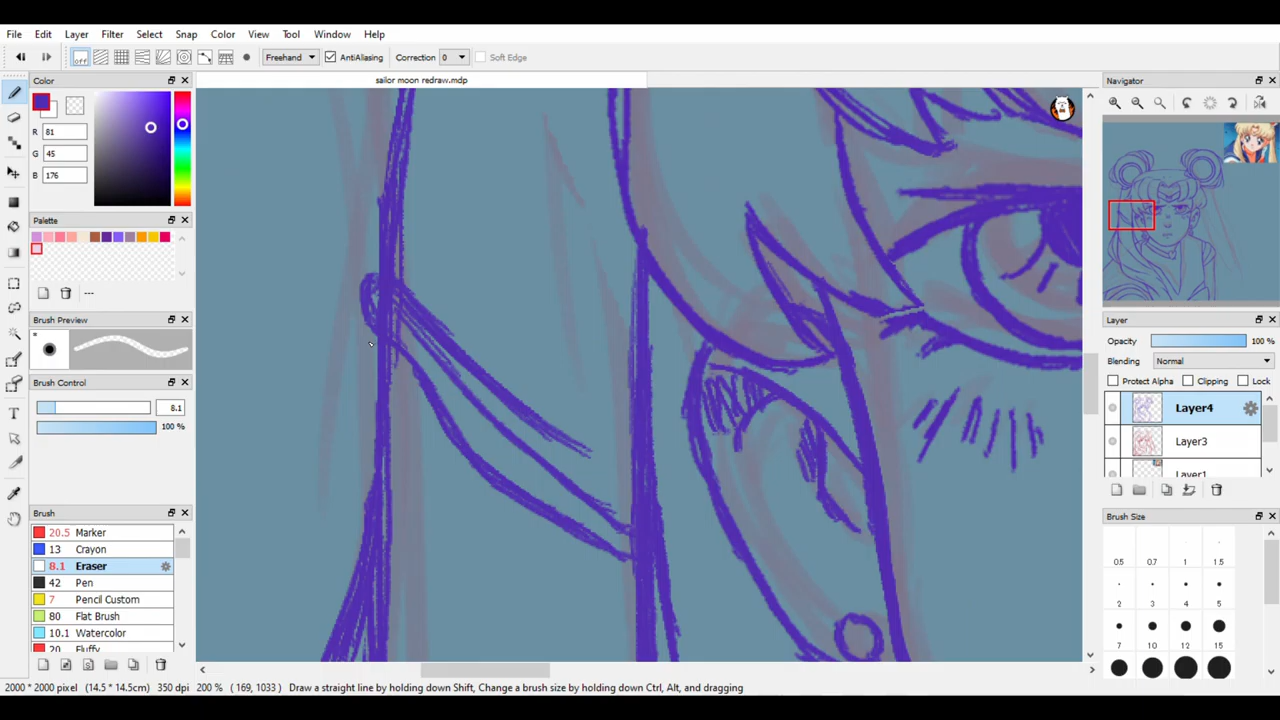 File Edit Layer Filter Select Snap Color View Tool Window Help
off Freehand AntiAliasing Correction 0 Soft Edge
Color
sailor moon redraw.mdp
Navigator
R 81
G 45
B 176
Palette
---
Brush Preview
Brush Control
8.1
100 %
Brush
20.5 Marker
13 Crayon
8.1 Eraser
42 Pen
7 Pencil Custom
80 Flat Brush
10.1 Watercolor
20 Fluffy
Layer
Opacity 100 %
Blending Normal
Protect Alpha Clipping Lock
Layer4
Layer3
Layer1
Brush Size
0.5 0.7 1 1.5
2 3 4 5
7 10 12 15
2000 * 2000 pixel (14.5 * 14.5cm) 350 dpi 200 % ( 169, 1033 ) Draw a straight line by holding down Shift, Change a brush size by holding down Ctrl, Alt, and dragging